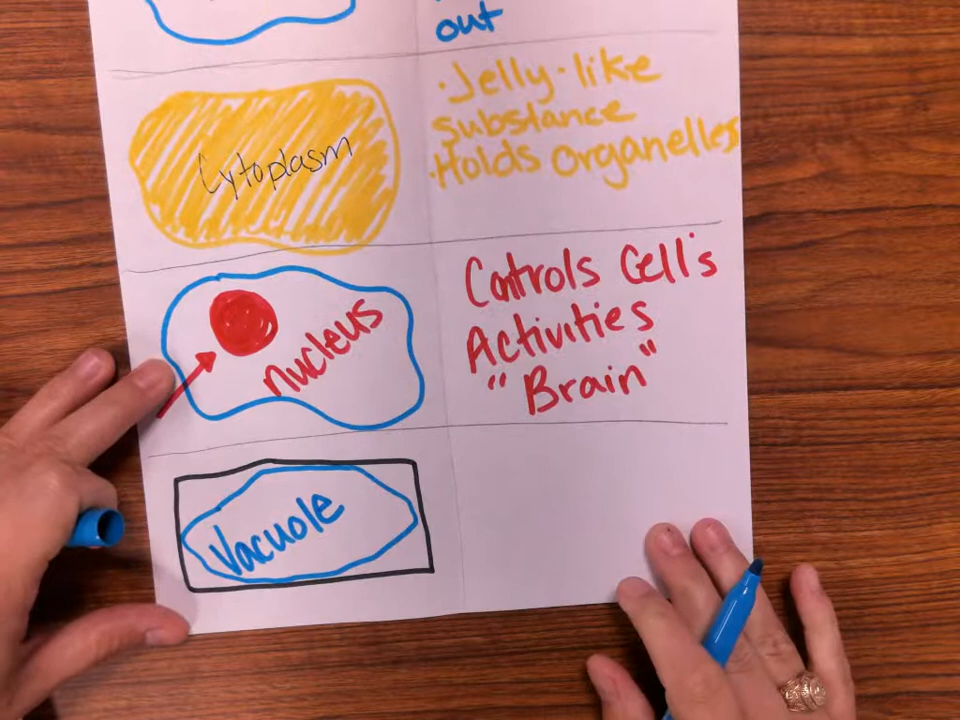 out
Cytoplasm
· Jelly-like
substance
· Holds Organelles
Nucleus
Controls Cell's
Activities
"Brain"
Vacuole